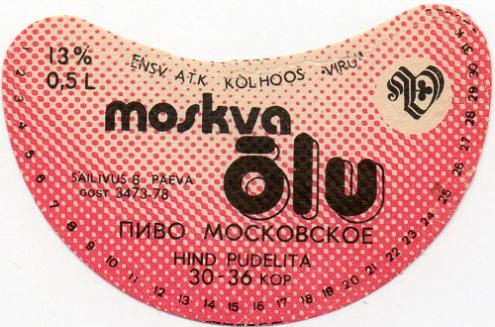 13%
0,5 L
ENSV A.T.K KOLHOOS "VIRU"
moskva
õlu
SÄILIVUS 8 PÄEVA
GOST 3473-78
ПИВО МОСКОВСКОЕ
HIND PUDELITA
30-36 KOP
1 2 3 4 5 6 7 8 9 10 11 12 13 14 15 16 17 18 19 20 21 22 23 24 25 26 27 28 29 30 31